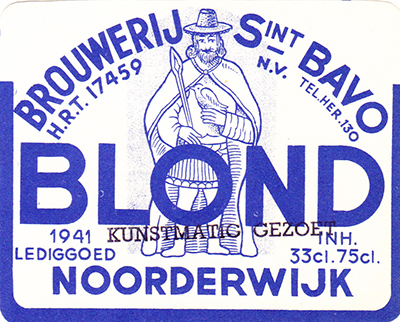 BROUWERIJ SINT BAVO
H.R.T. 17459 N.V. TEL.HER.130
BLOND
KUNSTMATIG GEZOET
1941 INH.
LEDIGGOED 33cl.75cl.
NOORDERWIJK